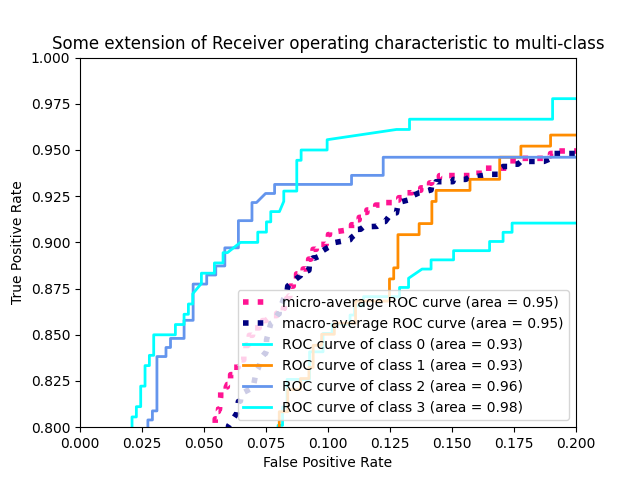 Some extension of Receiver operating characteristic to multi-class
1.000
0.975
0.950
0.925
0.900
0.875
0.850
0.825
0.800
True Positive Rate
micro-average ROC curve (area = 0.95)
macro-average ROC curve (area = 0.95)
ROC curve of class 0 (area = 0.93)
ROC curve of class 1 (area = 0.93)
ROC curve of class 2 (area = 0.96)
ROC curve of class 3 (area = 0.98)
0.000 0.025 0.050 0.075 0.100 0.125 0.150 0.175 0.200
False Positive Rate